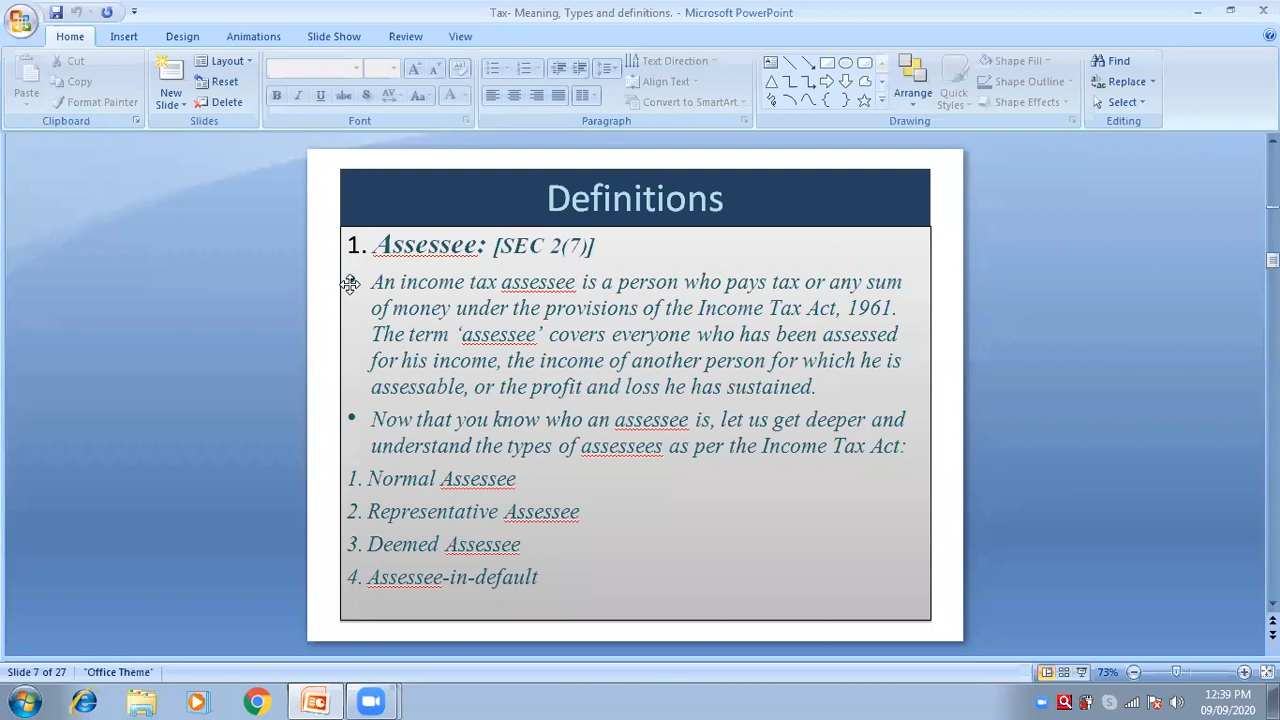 Tax- Meaning, Types and definitions. - Microsoft PowerPoint
Home Insert Design Animations Slide Show Review View
Paste
Cut
Copy
Format Painter
Clipboard
New Slide
Layout
Reset
Delete
Slides
B I U abc S AV Aa A
Font
Text Direction
Align Text
Convert to SmartArt
Paragraph
Arrange
Quick Styles
Shape Fill
Shape Outline
Shape Effects
Drawing
Find
Replace
Select
Editing
Definitions
1. Assessee: [SEC 2(7)]
An income tax assessee is a person who pays tax or any sum
of money under the provisions of the Income Tax Act, 1961.
The term ‘assessee’ covers everyone who has been assessed
for his income, the income of another person for which he is
assessable, or the profit and loss he has sustained.
• Now that you know who an assessee is, let us get deeper and
understand the types of assessees as per the Income Tax Act:
1. Normal Assessee
2. Representative Assessee
3. Deemed Assessee
4. Assessee-in-default
Slide 7 of 27 "Office Theme" 73%
12:39 PM
09/09/2020